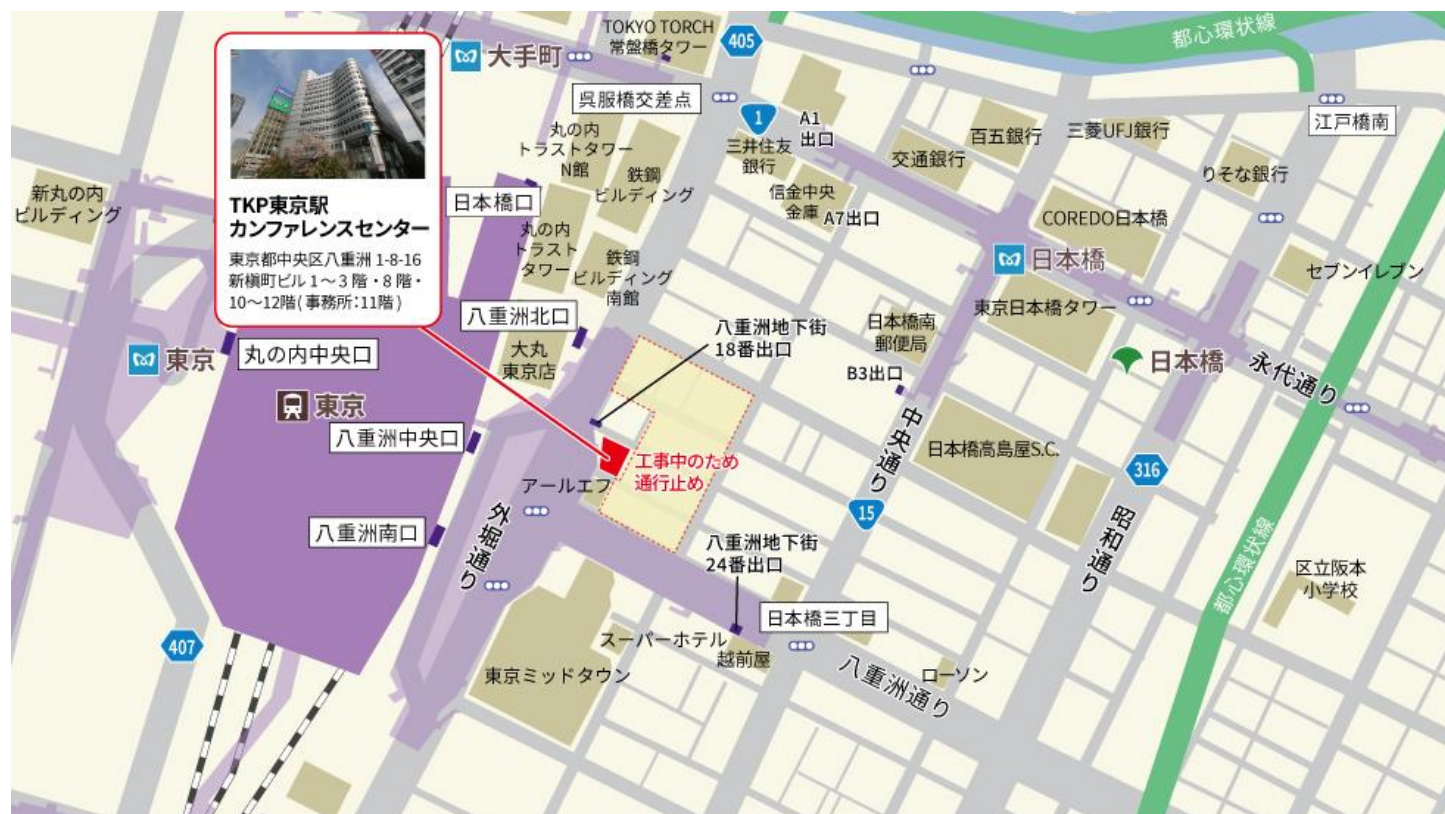 都心環状線
TOKYO TORCH
常盤橋タワー
405
大手町
呉服橋交差点
1
A1
出口
三井住友
銀行
百五銀行
三菱UFJ銀行
江戸橋南
交通銀行
りそな銀行
丸の内
トラストタワー
N館
鉄鋼
ビルディング
信金中央
金庫
A7出口
COREDO日本橋
新丸の内
ビルディング
TKP東京駅
カンファレンスセンター
東京都中央区八重洲 1-8-16
新槇町ビル 1〜3 階・8 階・
10〜12階( 事務所:11階 )
日本橋口
丸の内
トラスト
タワー
鉄鋼
ビルディング
南館
日本橋
セブンイレブン
東京日本橋タワー
八重洲北口
八重洲地下街
18番出口
日本橋南
郵便局
B3出口
東京
丸の内中央口
大丸
東京店
日本橋
永代通り
東京
八重洲中央口
工事中のため
通行止め
中央通り
日本橋高島屋S.C.
316
アールエフ
外堀通り
15
昭和通り
八重洲南口
八重洲地下街
24番出口
都心環状線
区立阪本
小学校
407
日本橋三丁目
スーパーホテル
越前屋
東京ミッドタウン
八重洲通り
ローソン